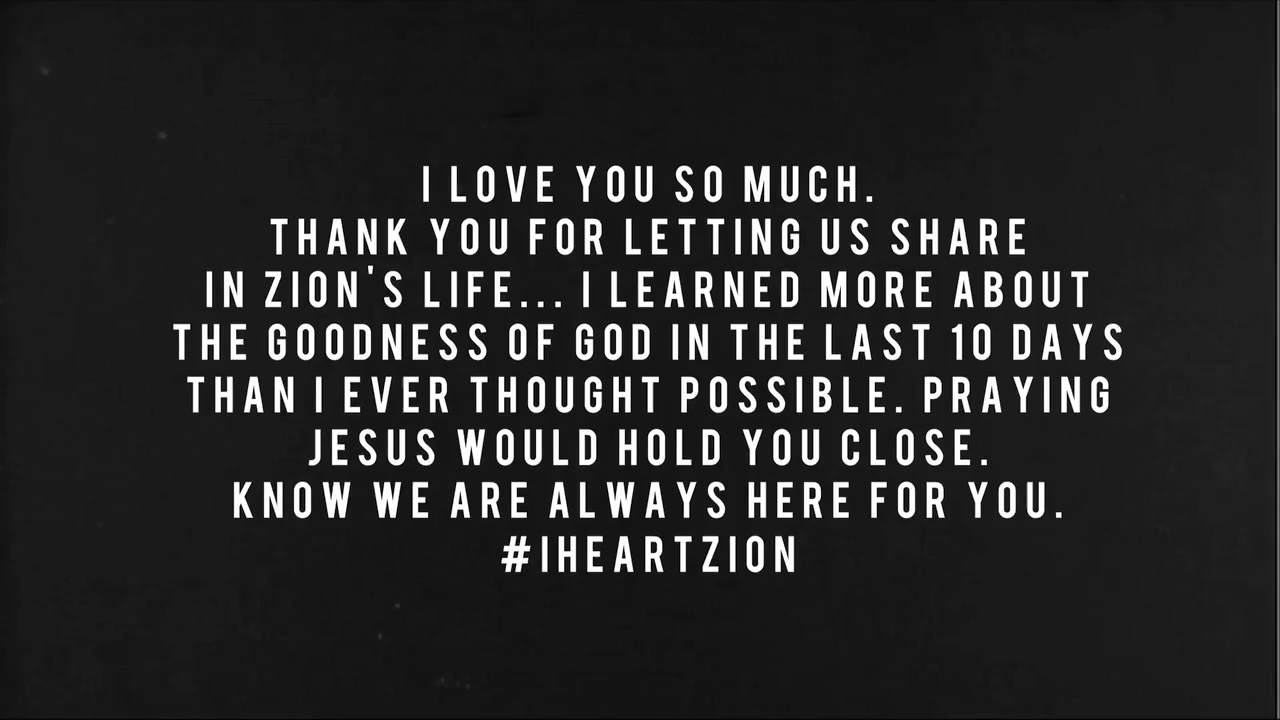 I LOVE YOU SO MUCH.
THANK YOU FOR LETTING US SHARE
IN ZION'S LIFE... I LEARNED MORE ABOUT
THE GOODNESS OF GOD IN THE LAST 10 DAYS
THAN I EVER THOUGHT POSSIBLE. PRAYING
JESUS WOULD HOLD YOU CLOSE.
KNOW WE ARE ALWAYS HERE FOR YOU.
#IHEARTZION